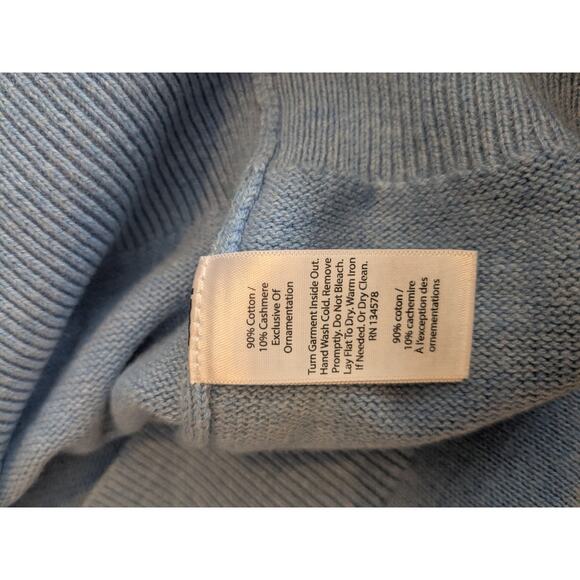 90% Cotton /
10% Cashmere
Exclusive Of
Ornamentation
Turn Garment Inside Out.
Hand Wash Cold. Remove
Promptly. Do Not Bleach.
Lay Flat To Dry. Warm Iron
If Needed. Or Dry Clean.
RN 134578
90% coton /
10% cachemire
À l'exception des
ornementations